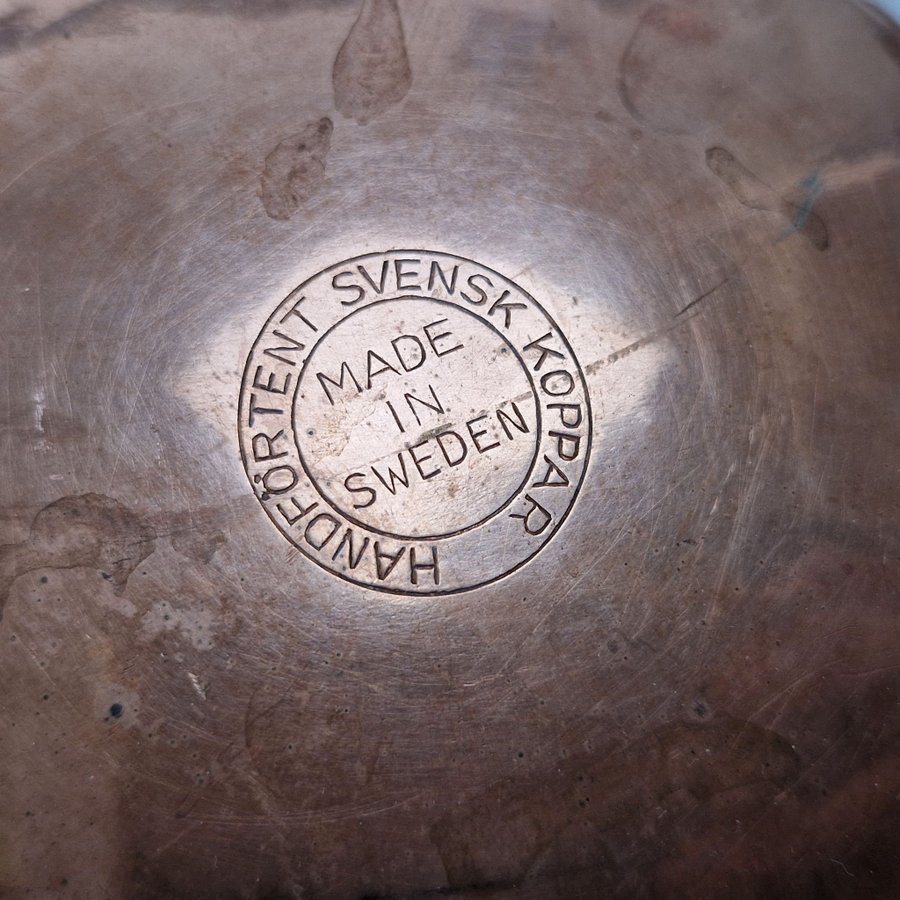 HANDFÖRTENT SVENSK KOPPAR
MADE
IN
SWEDEN